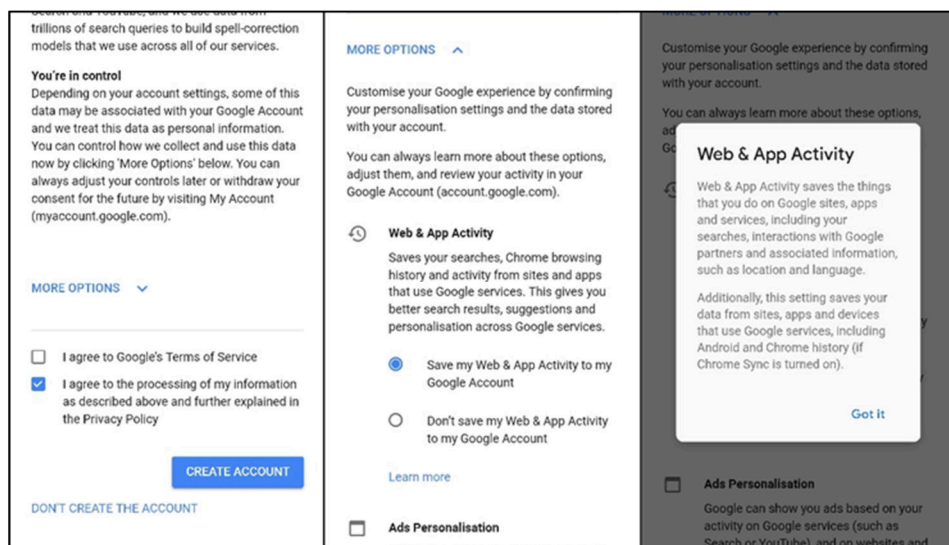 Search and YouTube, and we use data from
trillions of search queries to build spell-correction
models that we use across all of our services.
You're in control
Depending on your account settings, some of this
data may be associated with your Google Account
and we treat this data as personal information.
You can control how we collect and use this data
now by clicking 'More Options' below. You can
always adjust your controls later or withdraw your
consent for the future by visiting My Account
(myaccount.google.com).
MORE OPTIONS
I agree to Google's Terms of Service
I agree to the processing of my information
as described above and further explained in
the Privacy Policy
CREATE ACCOUNT
DON'T CREATE THE ACCOUNT
MORE OPTIONS
Customise your Google experience by confirming
your personalisation settings and the data stored
with your account.
You can always learn more about these options,
adjust them, and review your activity in your
Google Account (account.google.com).
Web & App Activity
Saves your searches, Chrome browsing
history and activity from sites and apps
that use Google services. This gives you
better search results, suggestions and
personalisation across Google services.
Save my Web & App Activity to my
Google Account
Don't save my Web & App Activity
to my Google Account
Learn more
Ads Personalisation
MORE OPTIONS
Customise your Google experience by confirming
your personalisation settings and the data stored
with your account.
You can always learn more about these options,
Web & App Activity
Web & App Activity saves the things
that you do on Google sites, apps
and services, including your
searches, interactions with Google
partners and associated information,
such as location and language.
Additionally, this setting saves your
data from sites, apps and devices
that use Google services, including
Android and Chrome history (if
Chrome Sync is turned on).
Got it
Ads Personalisation
Google can show you ads based on your
activity on Google services (such as
Search or YouTube), and on websites and